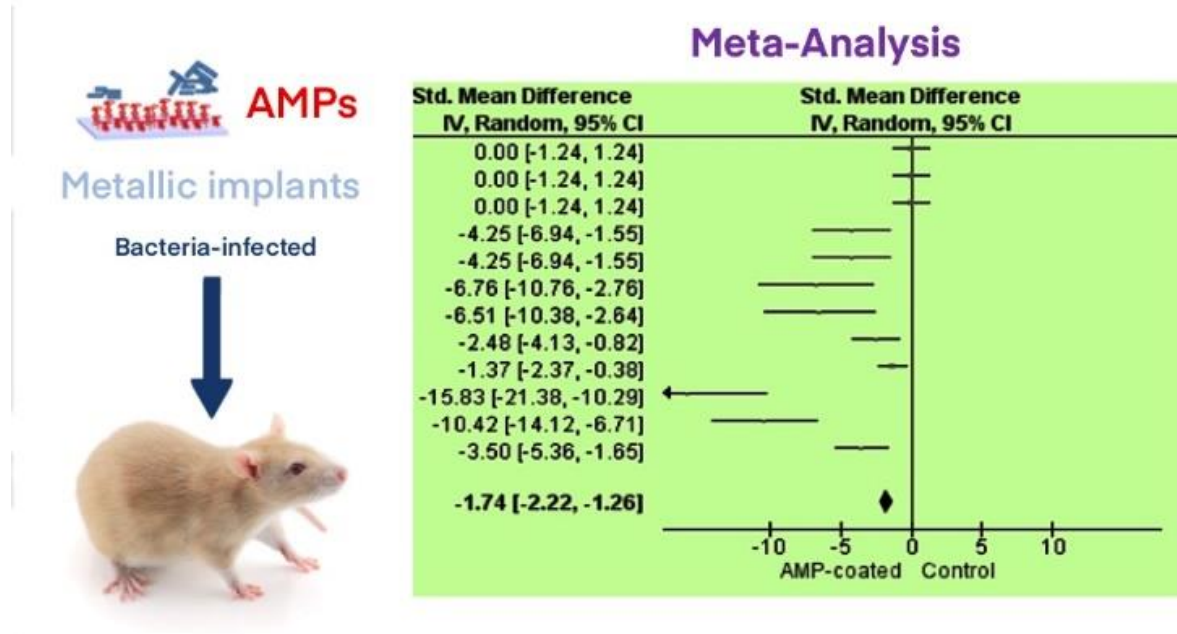 Meta-Analysis
AMPs
Metallic implants
Bacteria-infected
Std. Mean Difference
IV, Random, 95% CI
0.00 [-1.24, 1.24]
0.00 [-1.24, 1.24]
0.00 [-1.24, 1.24]
-4.25 [-6.94, -1.55]
-4.25 [-6.94, -1.55]
-6.76 [-10.76, -2.76]
-6.51 [-10.38, -2.64]
-2.48 [-4.13, -0.82]
-1.37 [-2.37, -0.38]
-15.83 [-21.38, -10.29]
-10.42 [-14.12, -6.71]
-3.50 [-5.36, -1.65]
-1.74 [-2.22, -1.26]
Std. Mean Difference
IV, Random, 95% CI
-10 -5 0 5 10
AMP-coated Control